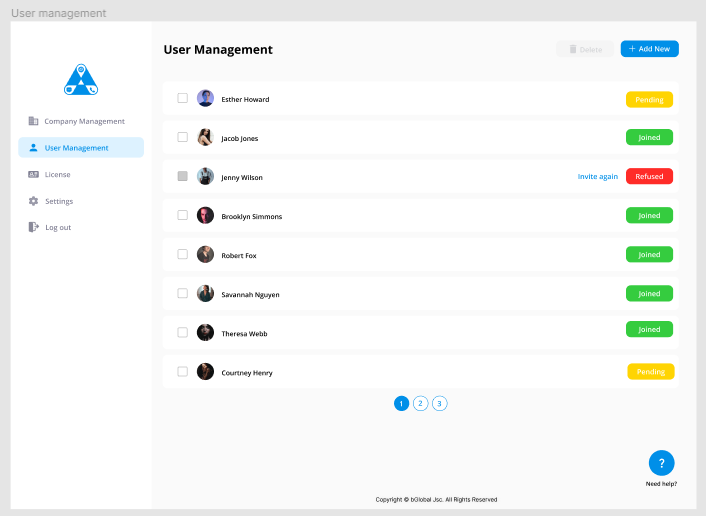 User management
User Management
Delete
+ Add New
Company Management
User Management
License
Settings
Log out
Esther Howard
Pending
Jacob Jones
Joined
Jenny Wilson
Invite again
Refused
Brooklyn Simmons
Joined
Robert Fox
Joined
Savannah Nguyen
Joined
Theresa Webb
Joined
Courtney Henry
Pending
1 2 3
?
Need help?
Copyright © bGlobal Jsc. All Rights Reserved